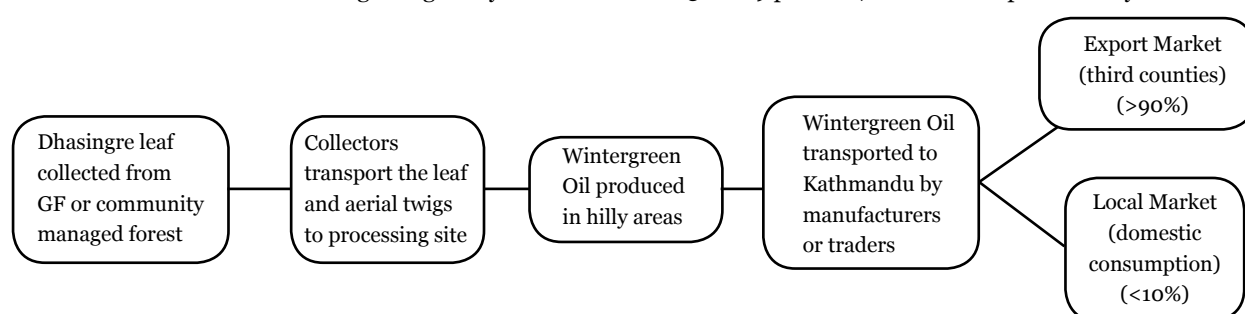 Dhasingre leaf
collected from
GF or community
managed forest
Collectors
transport the leaf
and aerial twigs
to processing site
Wintergreen
Oil produced
in hilly areas
Wintergreen Oil
transported to
Kathmandu by
manufacturers
or traders
Export Market
(third counties)
(>90%)
Local Market
(domestic
consumption)
(<10%)